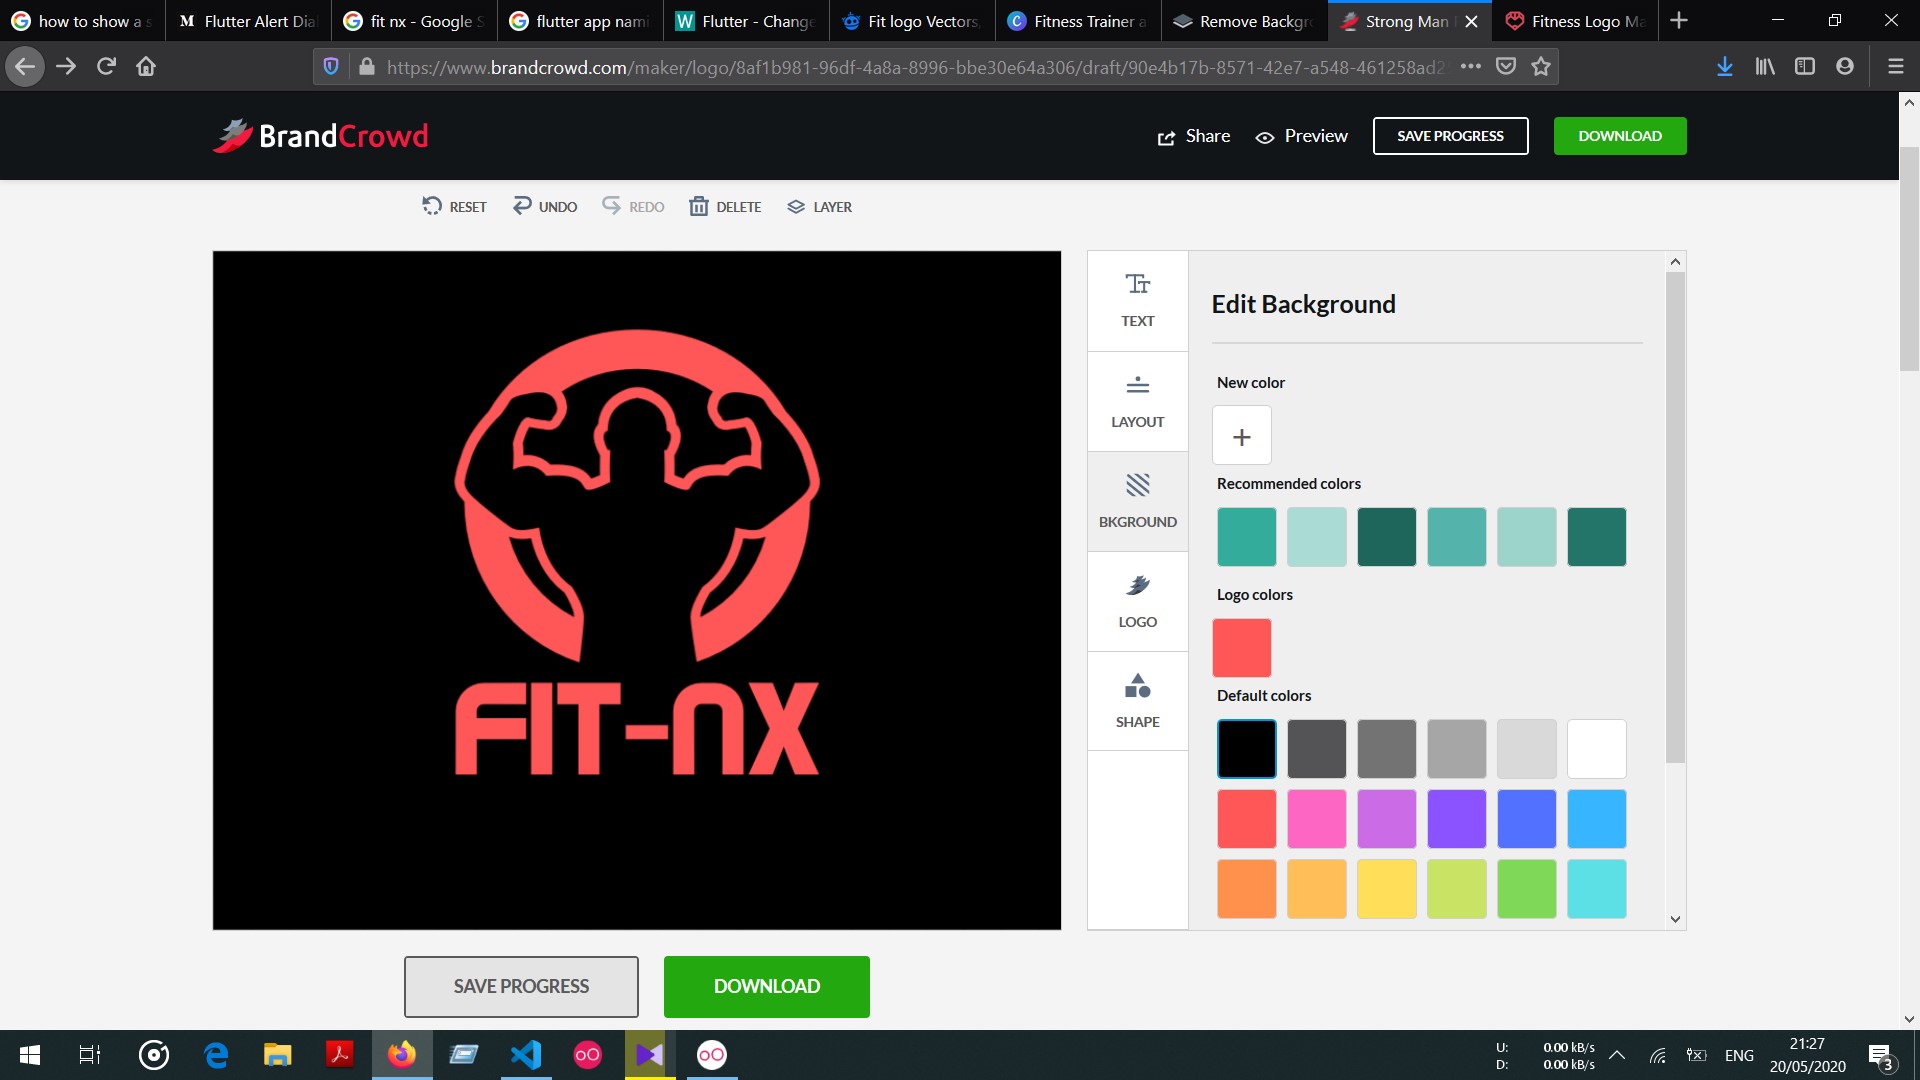 how to show a s
Flutter Alert Dia
fit nx - Google S
flutter app nami
Flutter - Change
Fit logo Vectors,
Fitness Trainer a
Remove Backgro
Strong Man
Fitness Logo Ma
https://www.brandcrowd.com/maker/logo/8af1b981-96df-4a8a-8996-bbe30e64a306/draft/90e4b17b-8571-42e7-a548-461258ad2
BrandCrowd
Share
Preview
SAVE PROGRESS
DOWNLOAD
RESET
UNDO
REDO
DELETE
LAYER
FIT-NX
TEXT
LAYOUT
BKGROUND
LOGO
SHAPE
Edit Background
New color
Recommended colors
Logo colors
Default colors
SAVE PROGRESS
DOWNLOAD
U: 0.00 kB/s
D: 0.00 kB/s
ENG
21:27
20/05/2020
3